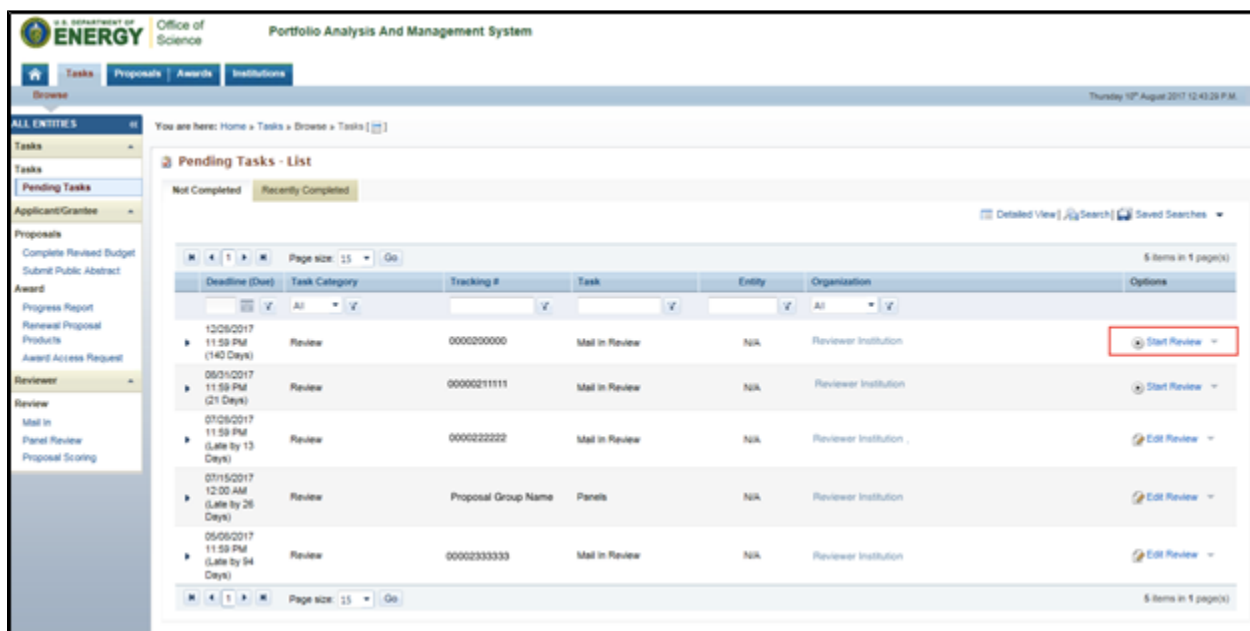 U.S. DEPARTMENT OF
ENERGY
Office of
Science
Portfolio Analysis And Management System
Tasks
Proposals | Awards
Institutions
Browse
Thursday 10th August 2017 12:43:29 P.M.
ALL ENTITIES «
You are here: Home » Tasks » Browse » Tasks [ ]
Tasks
Tasks
Pending Tasks
Applicant/Grantee
Proposals
Complete Revised Budget
Submit Public Abstract
Award
Progress Report
Renewal Proposal
Products
Award Access Request
Reviewer
Review
Mail In
Panel Review
Proposal Scoring
Pending Tasks - List
Not Completed Recently Completed
Detailed View | Search | Saved Searches
1 Page size: 15 Go 5 items in 1 page(s)
Deadline (Due) Task Category Tracking # Task Entity Organization Options
All All
12/28/2017
11:59 PM
(140 Days)
Review 0000200000 Mail in Review N/A Reviewer Institution Start Review
08/31/2017
11:59 PM
(21 Days)
Review 00000211111 Mail in Review N/A Reviewer Institution Start Review
07/28/2017
11:59 PM
(Late by 13
Days)
Review 0000222222 Mail in Review N/A Reviewer Institution , Edit Review
07/15/2017
12:00 AM
(Late by 26
Days)
Review Proposal Group Name Panels N/A Reviewer Institution Edit Review
05/08/2017
11:59 PM
(Late by 94
Days)
Review 00002333333 Mail in Review N/A Reviewer Institution Edit Review
1 Page size: 15 Go 5 items in 1 page(s)